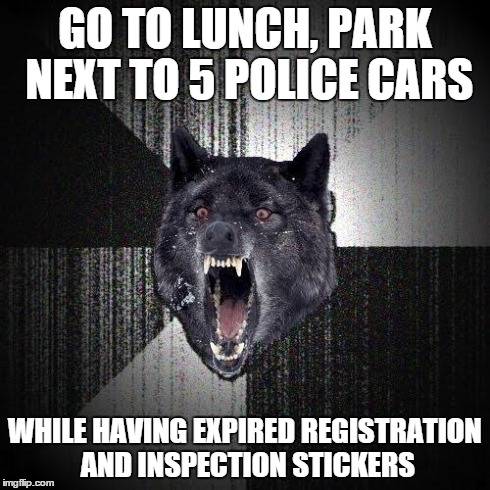 GO TO LUNCH, PARK
NEXT TO 5 POLICE CARS
WHILE HAVING EXPIRED REGISTRATION
AND INSPECTION STICKERS
imgflip.com